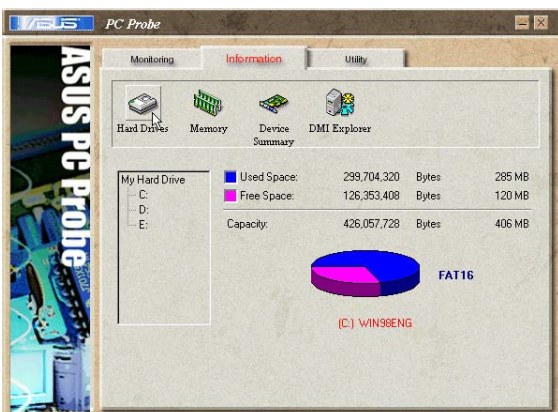 ASUS PC Probe
Monitoring Information Utility
ASUS PC Probe
Hard Drives Memory Device Summary DMI Explorer
My Hard Drive
C:
D:
E:
Used Space: 299,704,320 Bytes 285 MB
Free Space: 126,353,408 Bytes 120 MB
Capacity: 426,057,728 Bytes 406 MB
FAT16
(C:) WIN98ENG